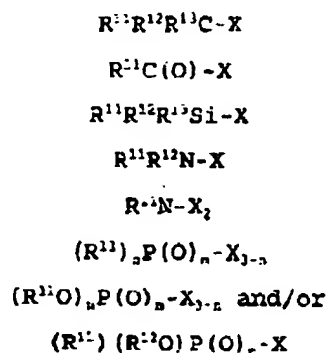 R¹¹R¹²R¹³C-X
R¹¹C(O)-X
R¹¹R¹²R¹³Si-X
R¹¹R¹²N-X
R¹¹N-X₂
(R¹¹)ₙP(O)ₘ-X₃₋ₙ
(R¹¹O)ₙP(O)ₘ-X₃₋ₙ and/or
(R¹¹)(R¹²O)P(O)ₘ-X